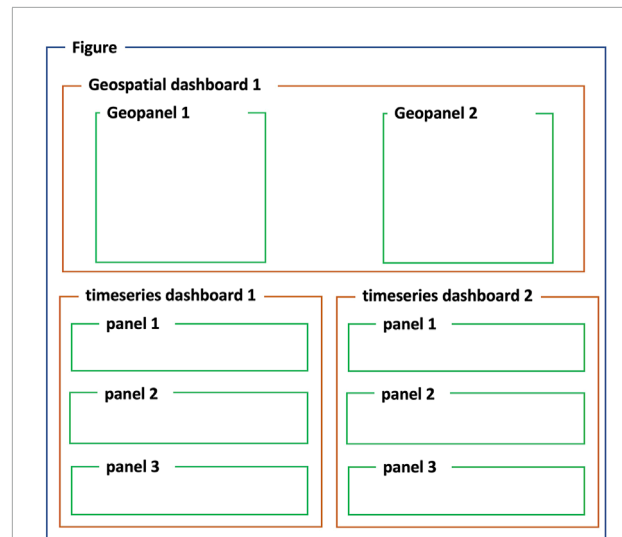 Figure
Geospatial dashboard 1
Geopanel 1
Geopanel 2
timeseries dashboard 1
timeseries dashboard 2
panel 1
panel 1
panel 2
panel 2
panel 3
panel 3